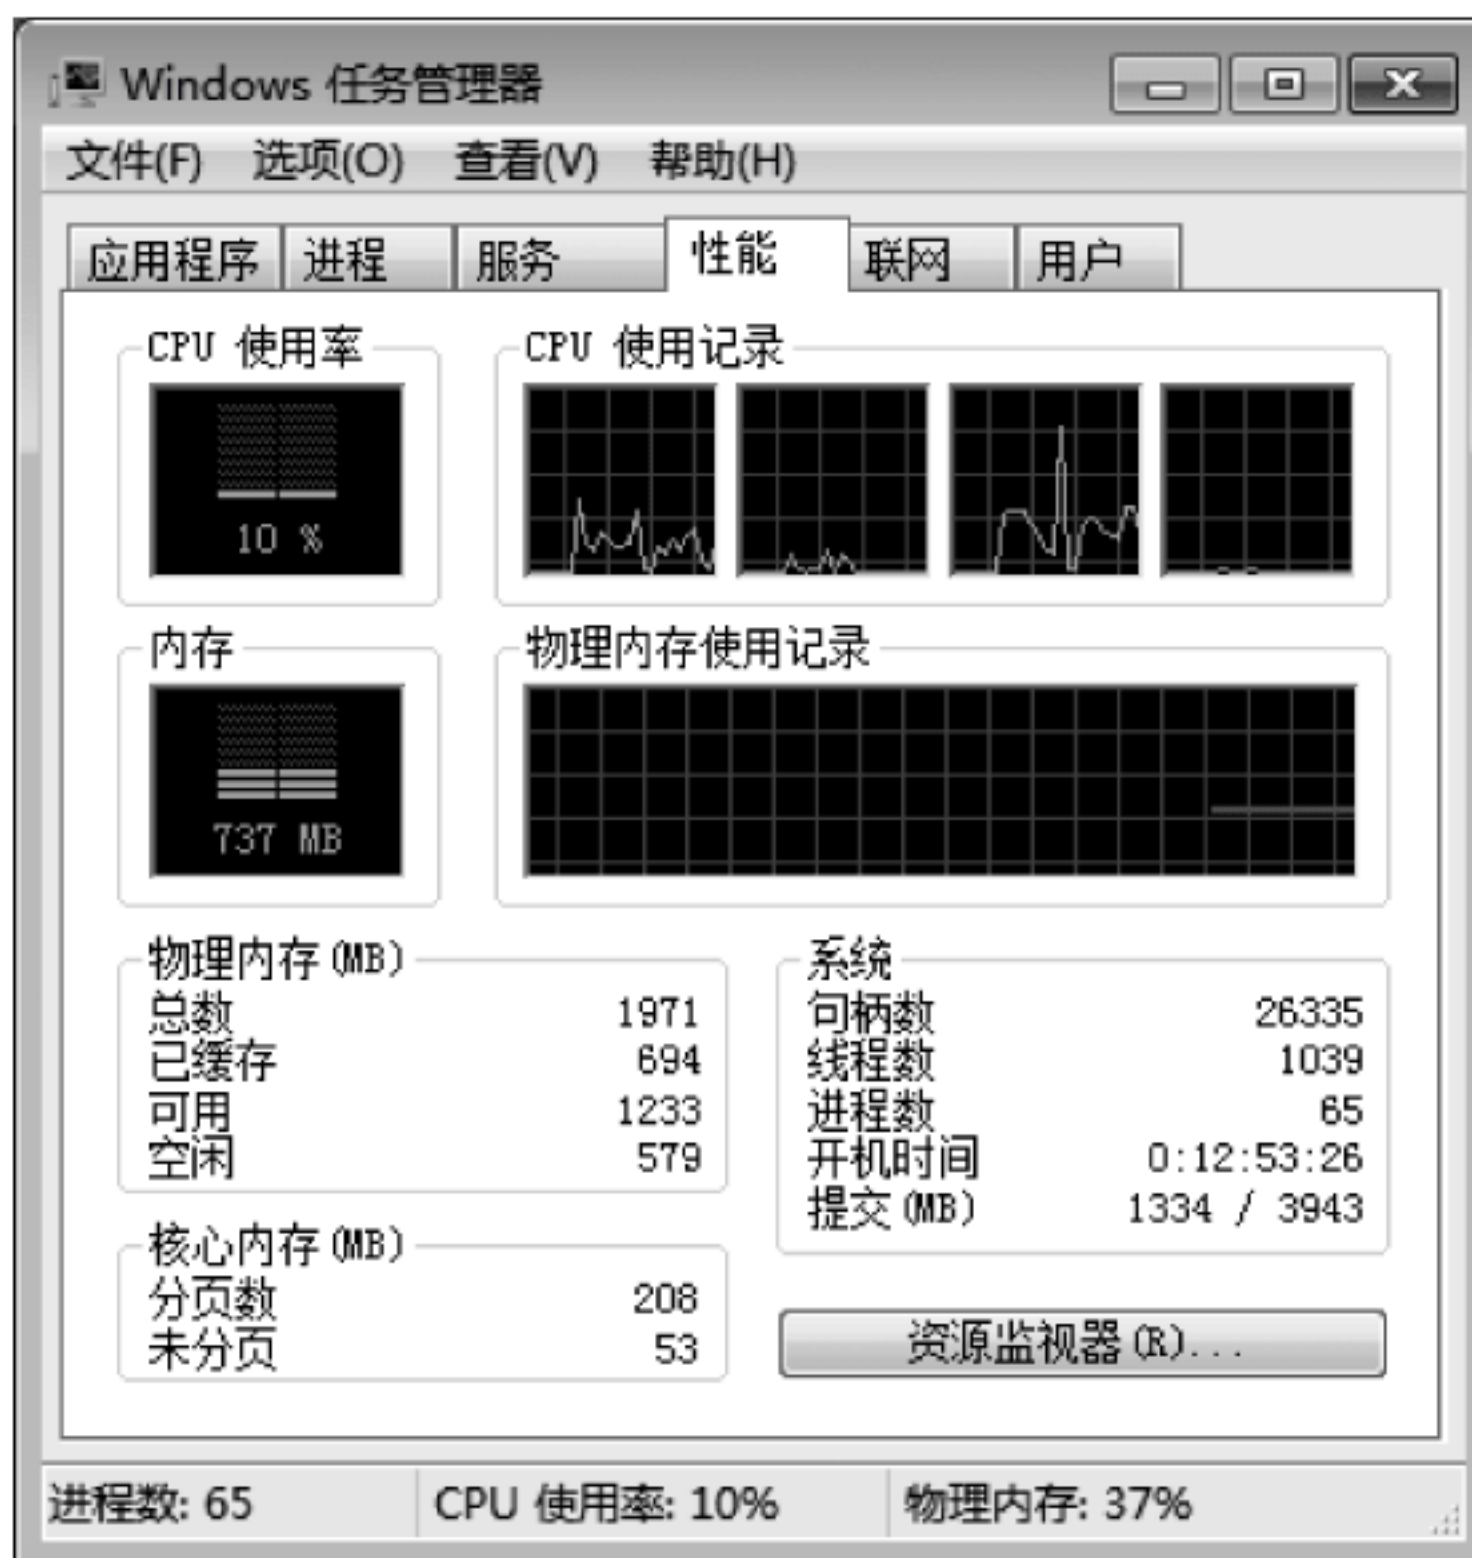 Windows 任务管理器
文件(F) 选项(O) 查看(V) 帮助(H)
应用程序 进程 服务 性能 联网 用户
CPU 使用率
CPU 使用记录
10 %
内存
物理内存使用记录
737 MB
物理内存(MB)
总数 1971
已缓存 694
可用 1233
空闲 579
系统
句柄数 26335
线程数 1039
进程数 65
开机时间 0:12:53:26
提交(MB) 1334 / 3943
核心内存(MB)
分页数 208
未分页 53
资源监视器(R)...
进程数: 65 CPU 使用率: 10% 物理内存: 37%